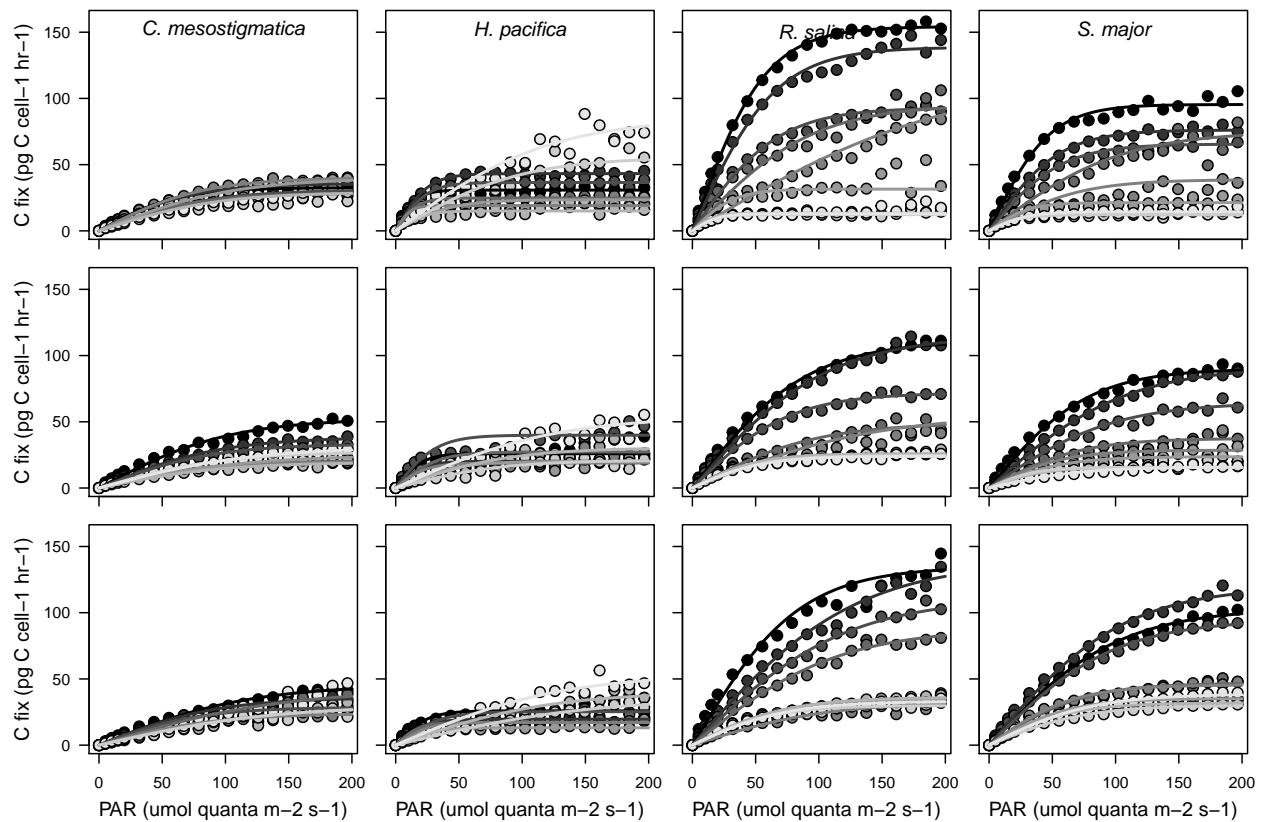 C. mesostigmatica
H. pacifica
R. salina
S. major
C fix (pg C cell−1 hr−1)
150
100
50
0
C fix (pg C cell−1 hr−1)
150
100
50
0
C fix (pg C cell−1 hr−1)
150
100
50
0
0 50 100 150 200
0 50 100 150 200
0 50 100 150 200
0 50 100 150 200
PAR (umol quanta m−2 s−1)
PAR (umol quanta m−2 s−1)
PAR (umol quanta m−2 s−1)
PAR (umol quanta m−2 s−1)